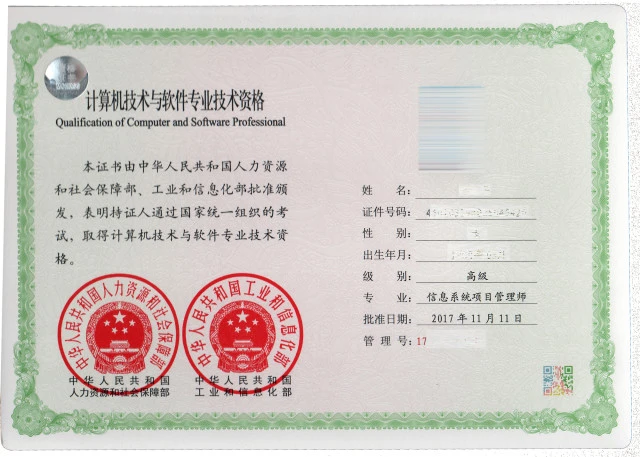 计算机技术与软件专业技术资格
Qualification of Computer and Software Professional
本证书由中华人民共和国人力资源
和社会保障部、工业和信息化部批准颁
发，表明持证人通过国家统一组织的考
试，取得计算机技术与软件专业技术资
格。
姓 名：
证件号码：
性 别：
出生年月：
级 别： 高级
专 业： 信息系统项目管理师
批准日期： 2017年11月11日
管 理 号： 17
中华人民共和国人力资源和社会保障部
中华人民共和国工业和信息化部
中华人民共和国
人力资源和社会保障部
中华人民共和国
工业和信息化部